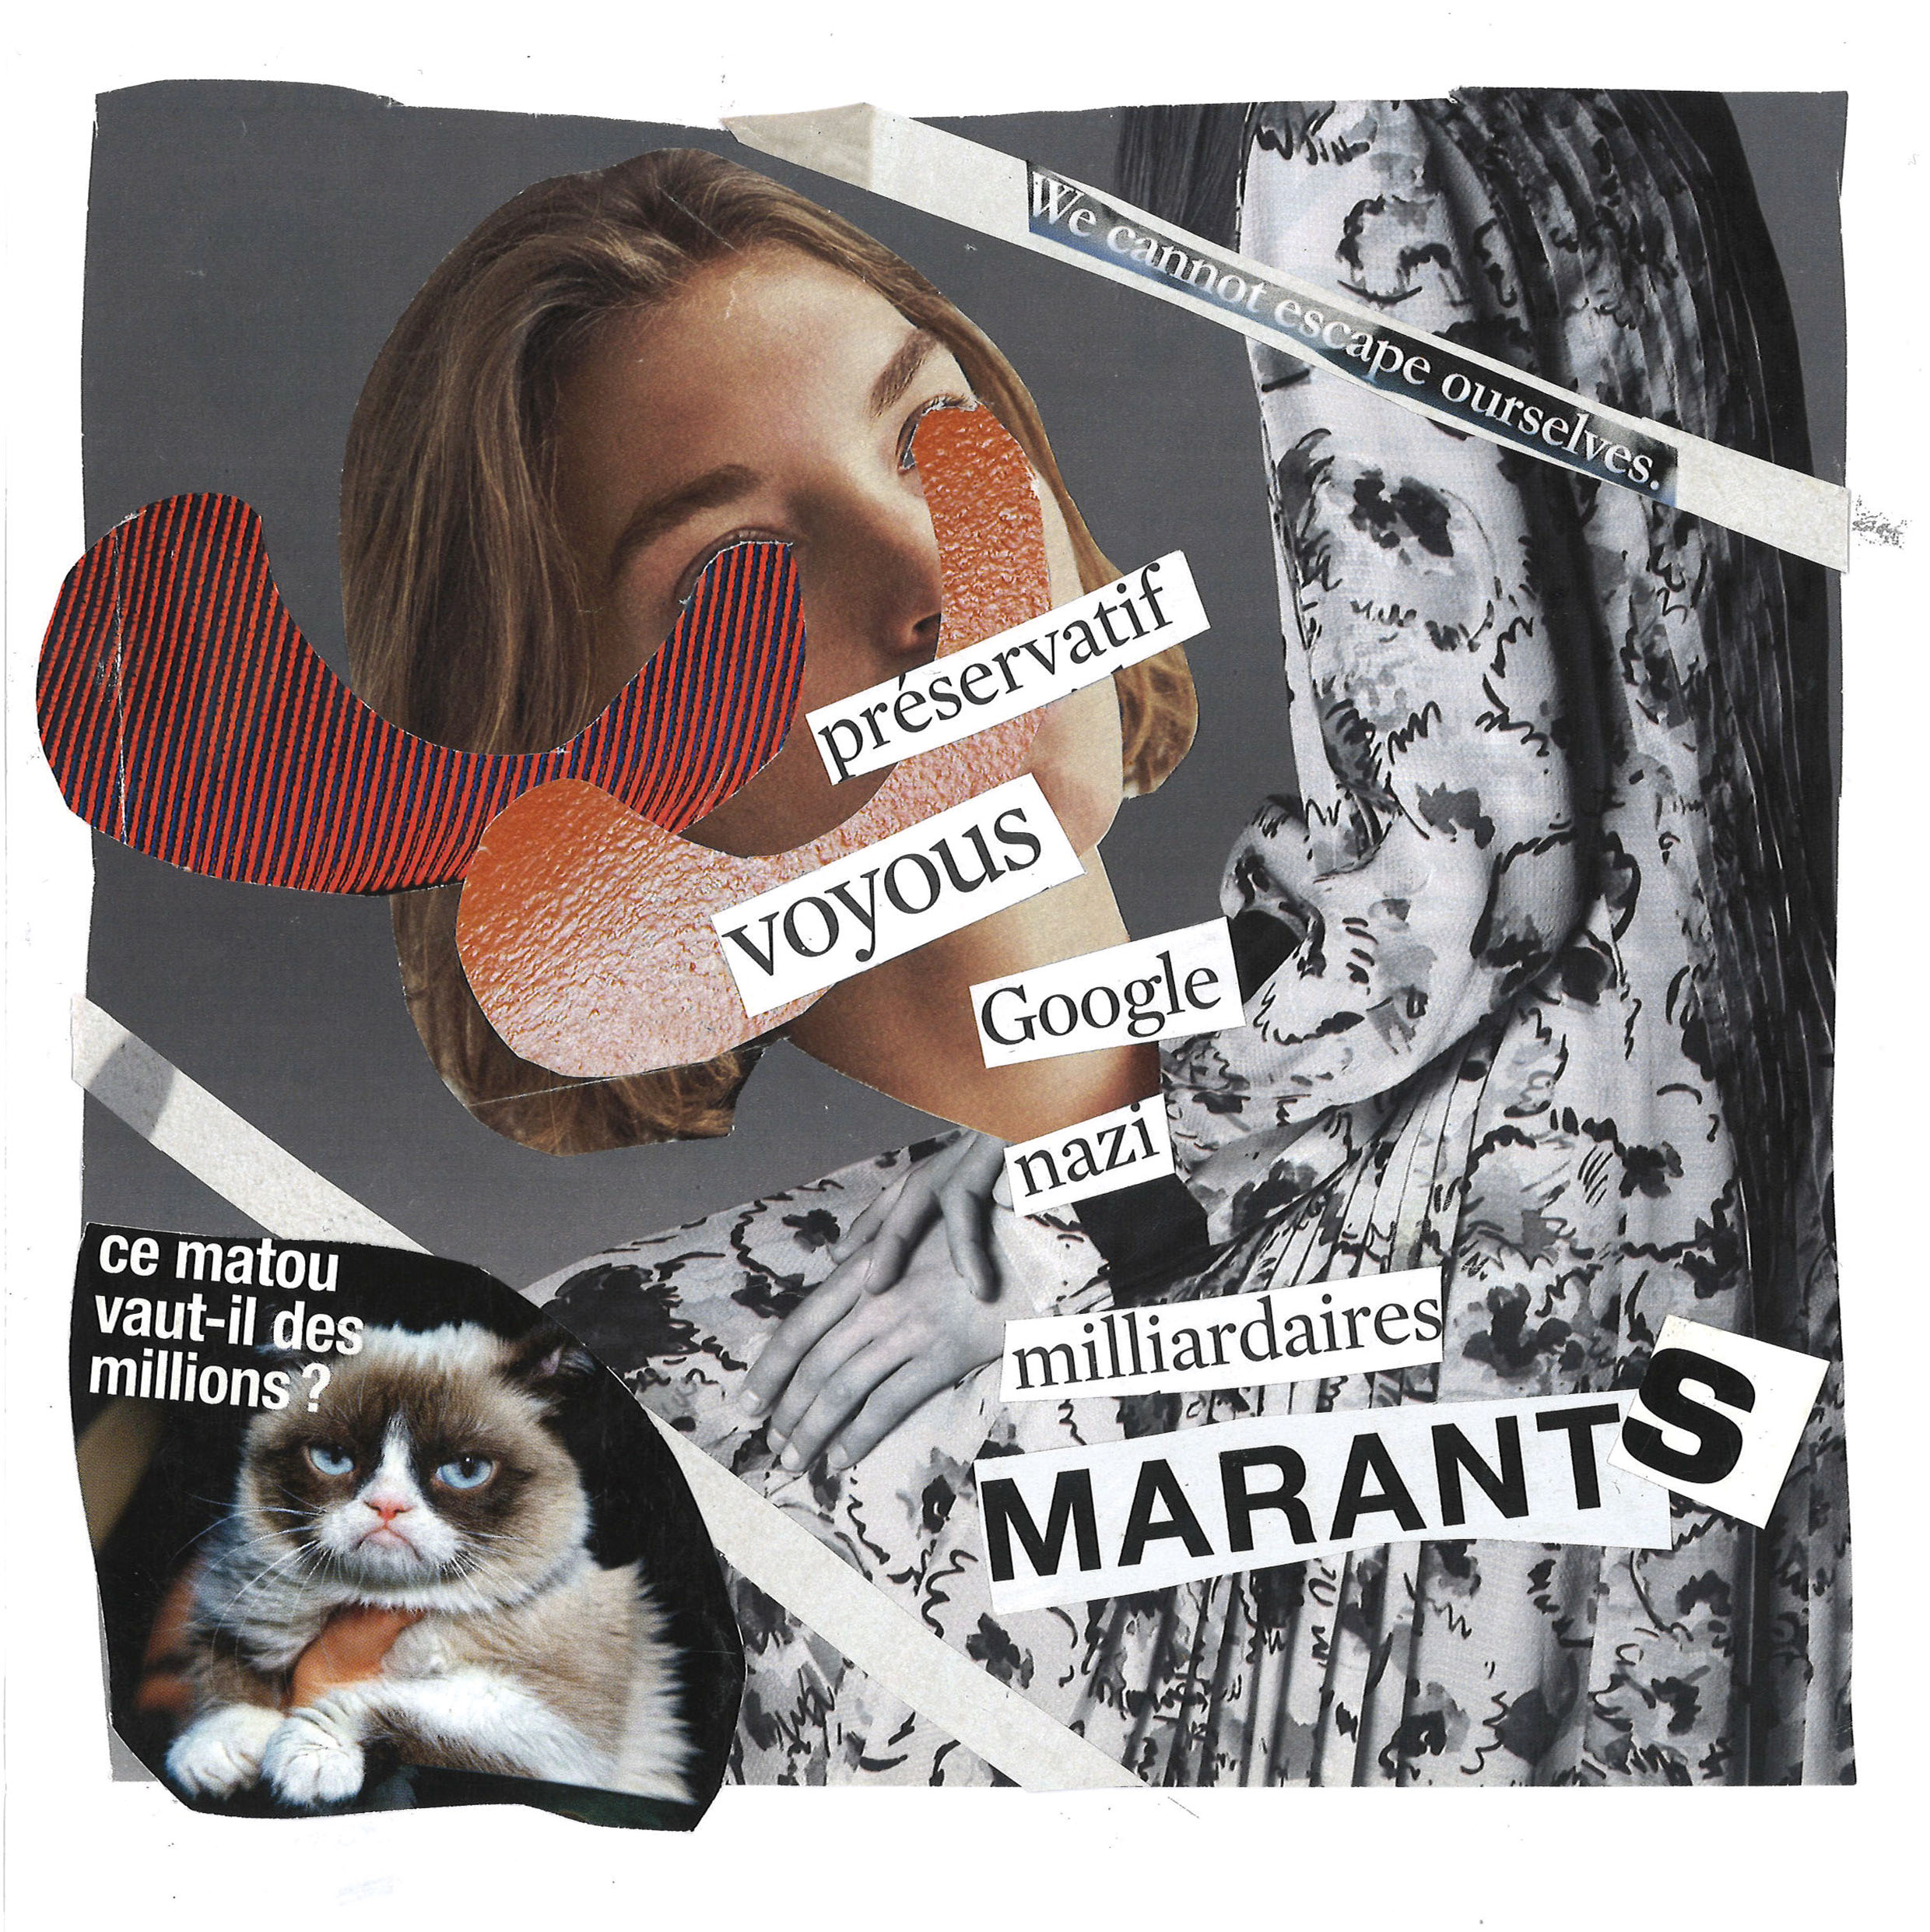 We cannot escape ourselves.
préservatif
voyous
Google
nazi
milliardaires
MARANTS
ce matou
vaut-il des
millions ?